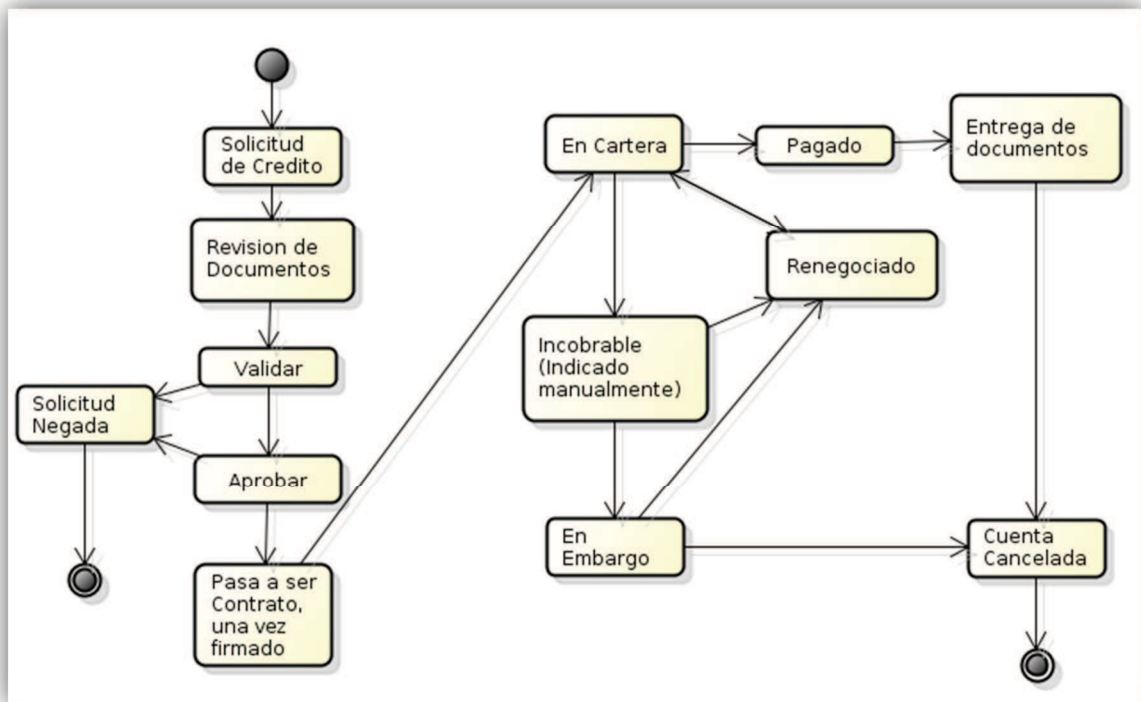 Solicitud
de Credito
Revision de
Documentos
Validar
Solicitud
Negada
Aprobar
Pasa a ser
Contrato,
una vez
firmado
En Cartera
Pagado
Entrega de
documentos
Renegociado
Incobrable
(Indicado
manualmente)
En
Embargo
Cuenta
Cancelada